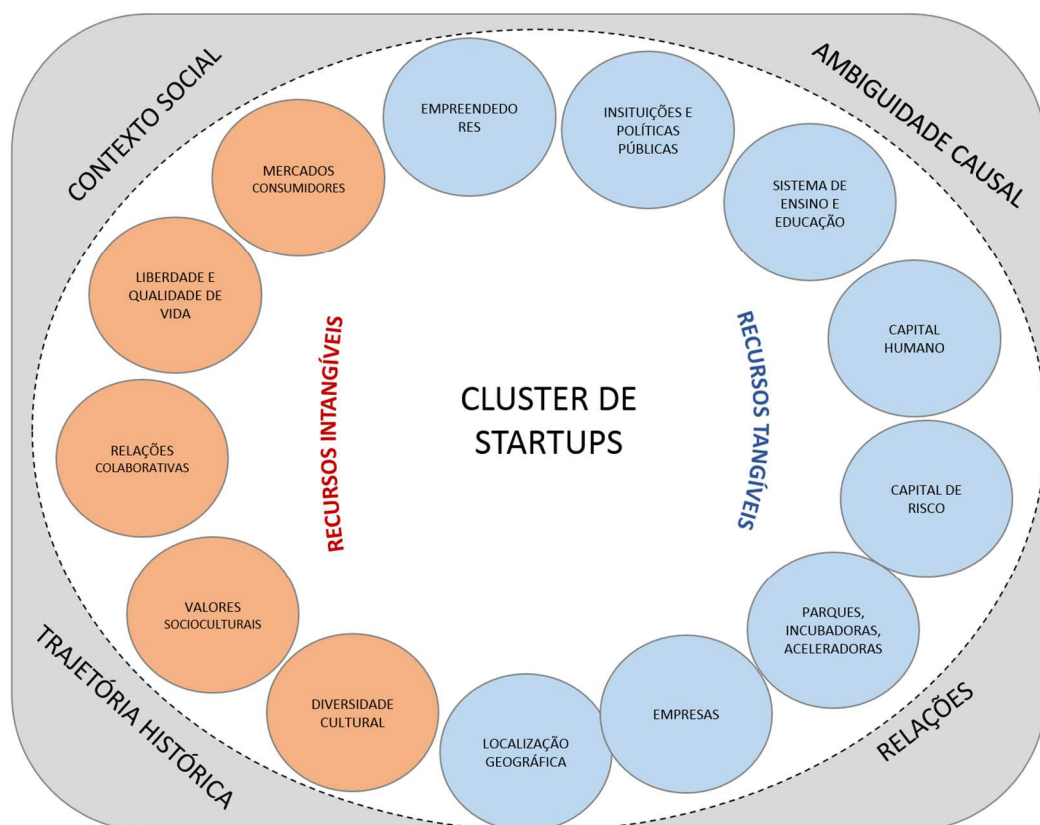 CONTEXTO SOCIAL
AMBIGUIDADE CAUSAL
EMPREENDEDO
RES
INSITUIÇÕES E
POLÍTICAS
PÚBLICAS
MERCADOS
CONSUMIDORES
SISTEMA DE
ENSINO E
EDUCAÇÃO
LIBERDADE E
QUALIDADE DE
VIDA
CAPITAL
HUMANO
RECURSOS INTANGÍVEIS
CLUSTER DE
STARTUPS
RECURSOS TANGÍVEIS
RELAÇÕES
COLABORATIVAS
CAPITAL DE
RISCO
VALORES
SOCIOCULTURAIS
PARQUES,
INCUBADORAS,
ACELERADORAS
DIVERSIDADE
CULTURAL
LOCALIZAÇÃO
GEOGRÁFICA
EMPRESAS
TRAJETÓRIA HISTÓRICA
RELAÇÕES